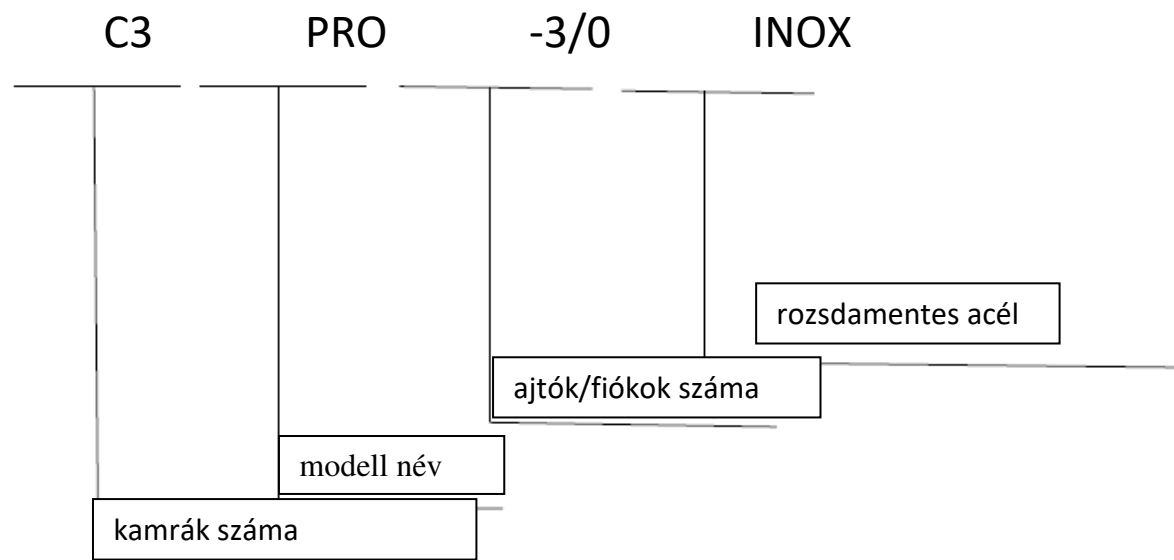 C3 PRO -3/0 INOX
rozsdamentes acél
ajtók/fiókok száma
modell név
kamrák száma